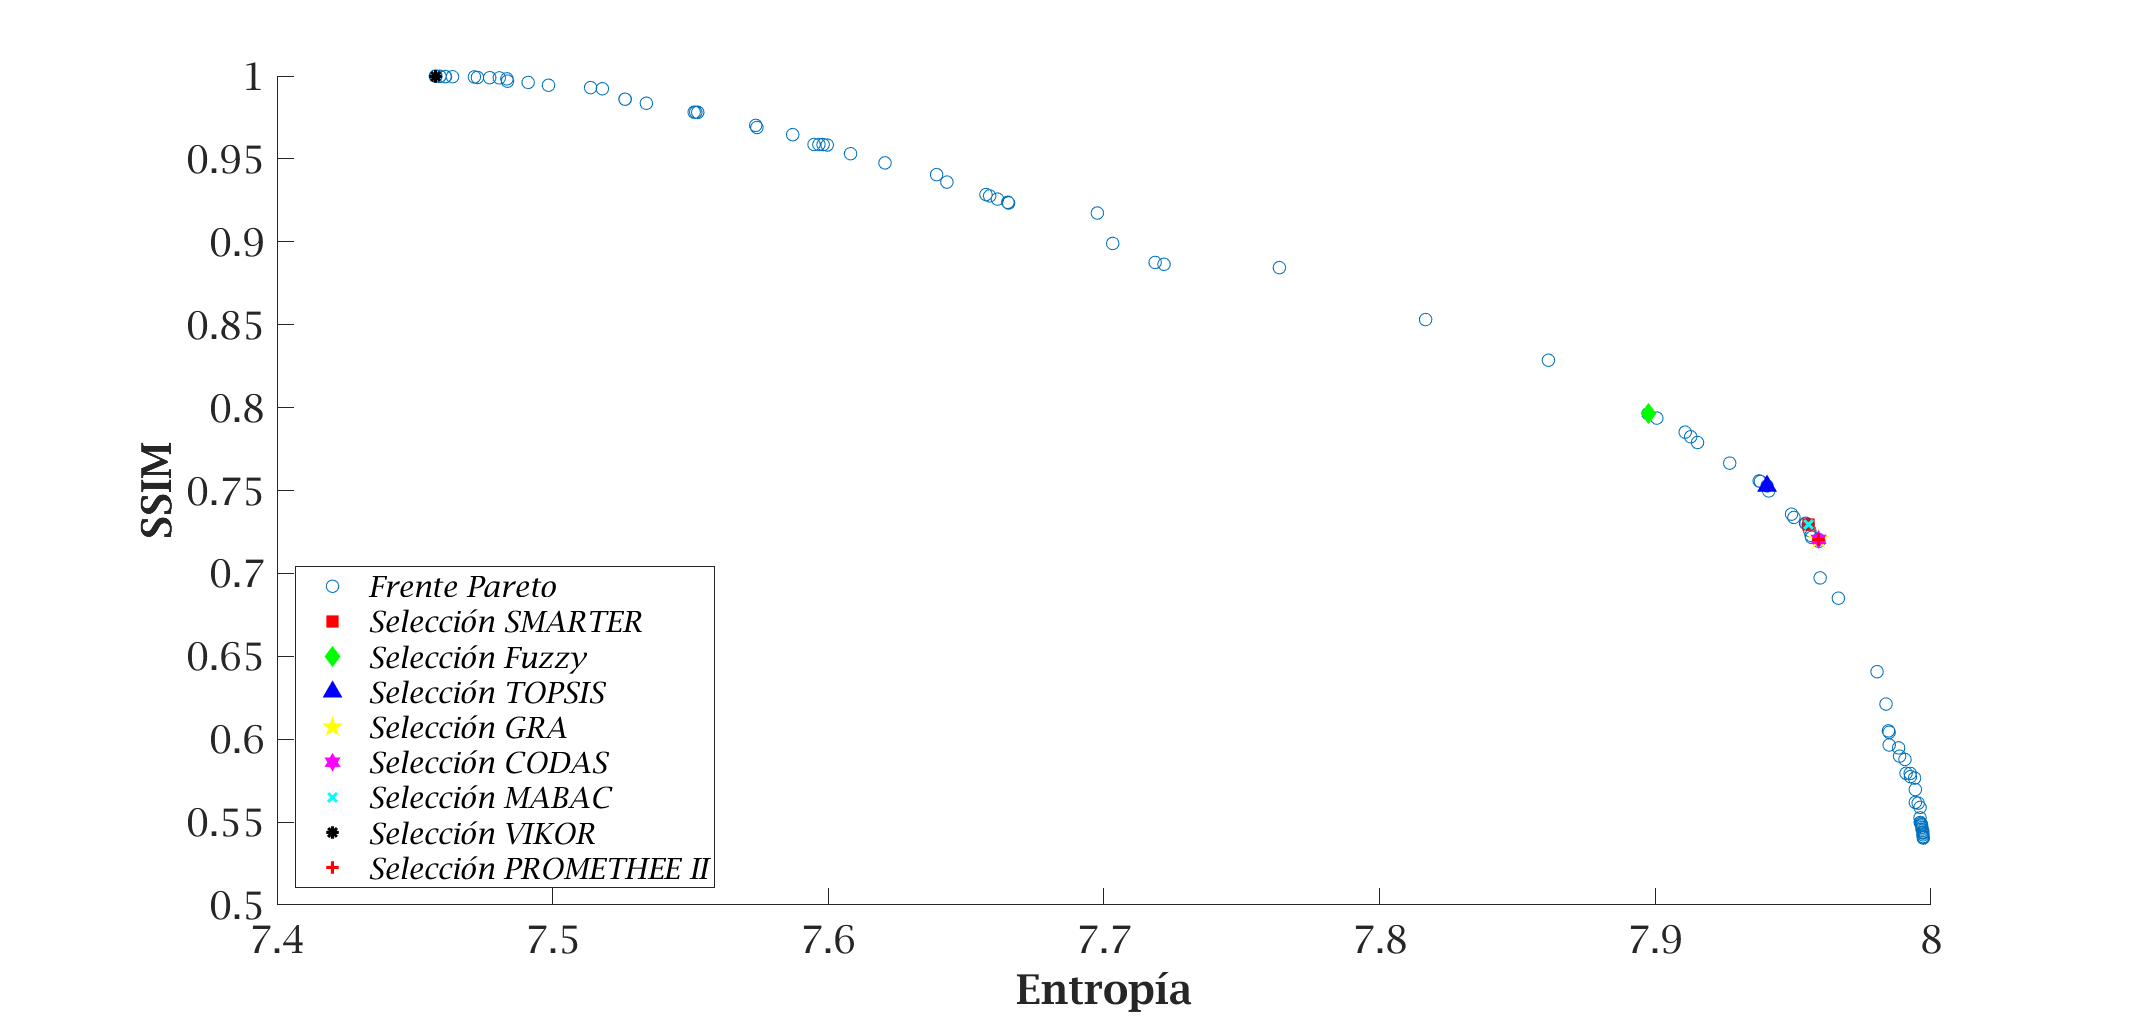 1
0.95
0.9
0.85
0.8
0.75
0.7
0.65
0.6
0.55
0.5
SSIM
Frente Pareto
Selección SMARTER
Selección Fuzzy
Selección TOPSIS
Selección GRA
Selección CODAS
Selección MABAC
Selección VIKOR
Selección PROMETHEE II
7.4 7.5 7.6 7.7 7.8 7.9 8
Entropía